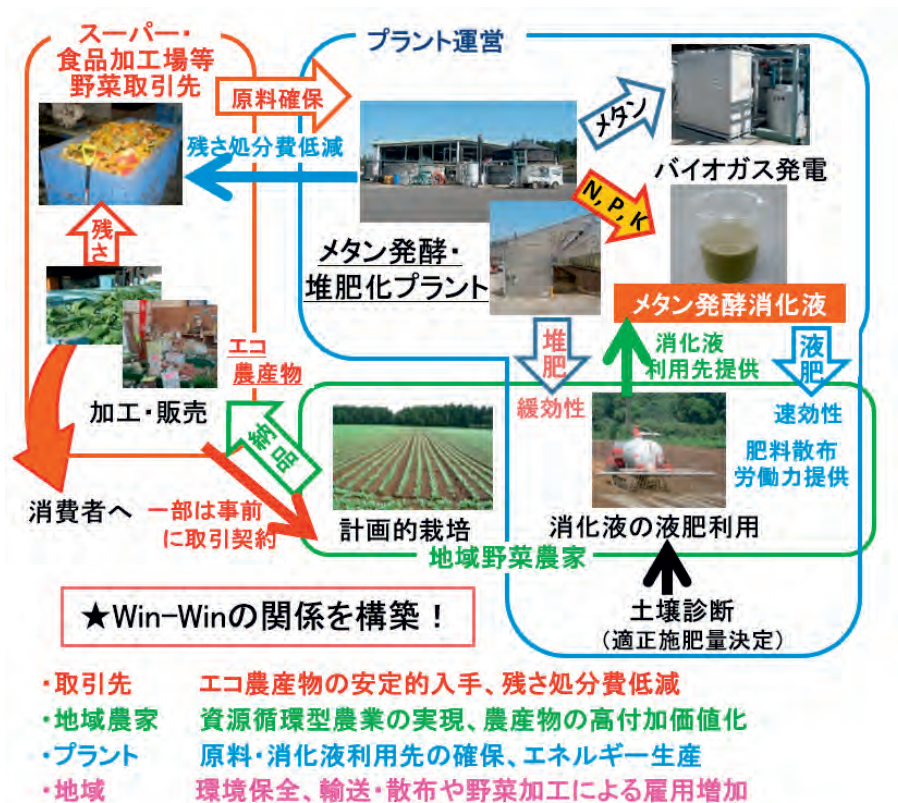 スーパー・
食品加工場等
野菜取引先
プラント運営
原料確保
残さ処分費低減
メタン
バイオガス発電
N, P, K
残さ
メタン発酵・
堆肥化プラント
メタン発酵消化液
エコ
農産物
加工・販売
堆肥
緩効性
消化液
利用先提供
液肥
速効性
肥料散布
労働力提供
納品
消費者へ
一部は事前
に取引契約
計画的栽培
消化液の液肥利用
地域野菜農家
土壌診断
(適正施肥量決定)
★Win-Winの関係を構築！
・取引先 エコ農産物の安定的入手、残さ処分費低減
・地域農家 資源循環型農業の実現、農産物の高付加価値化
・プラント 原料・消化液利用先の確保、エネルギー生産
・地域 環境保全、輸送・散布や野菜加工による雇用増加